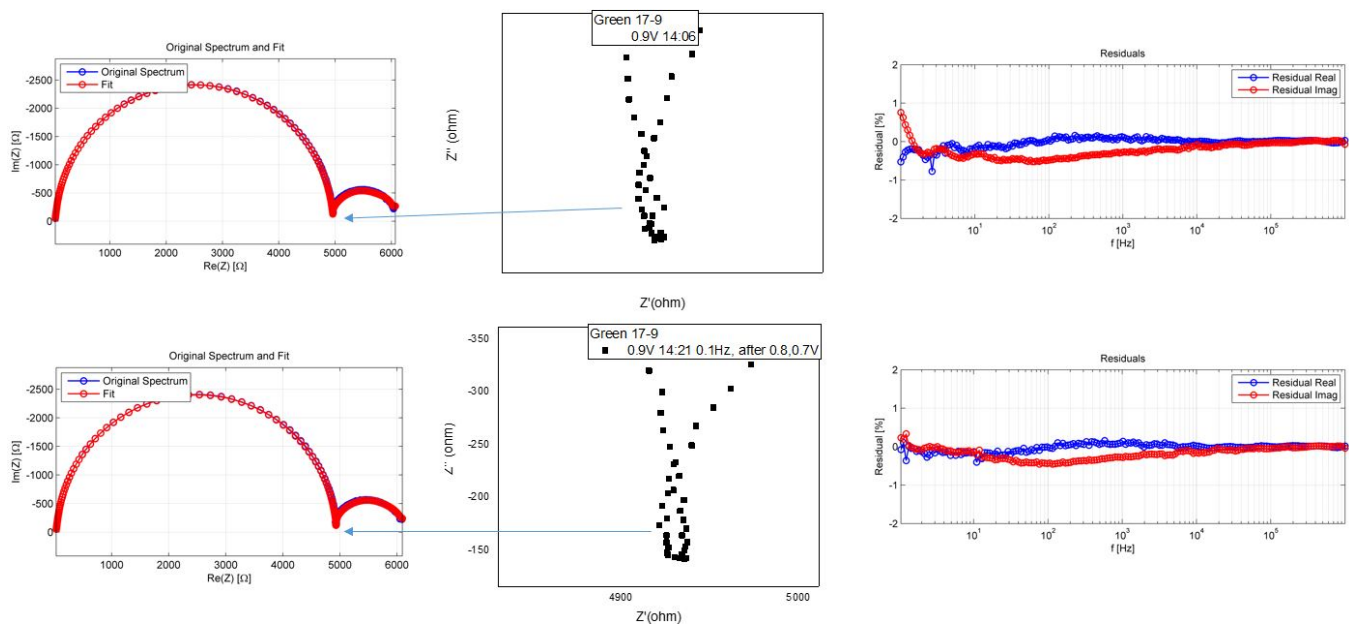 Original Spectrum and Fit
Original Spectrum
Fit
-2500
-2000
-1500
-1000
-500
0
Im(Z) [Ω]
1000 2000 3000 4000 5000 6000
Re(Z) [Ω]
Green 17-9
0.9V 14:06
Z'' (ohm)
Z'(ohm)
Residuals
Residual Real
Residual Imag
2
1
0
-1
-2
Residual [%]
10¹ 10² 10³ 10⁴ 10⁵
f [Hz]
Original Spectrum and Fit
Original Spectrum
Fit
-2500
-2000
-1500
-1000
-500
0
Im(Z) [Ω]
1000 2000 3000 4000 5000 6000
Re(Z) [Ω]
Green 17-9
0.9V 14:21 0.1Hz, after 0.8,0.7V
-350
-300
-250
-200
-150
Z'' (ohm)
4900 5000
Z'(ohm)
Residuals
Residual Real
Residual Imag
2
1
0
-1
-2
Residual [%]
10¹ 10² 10³ 10⁴ 10⁵
f [Hz]